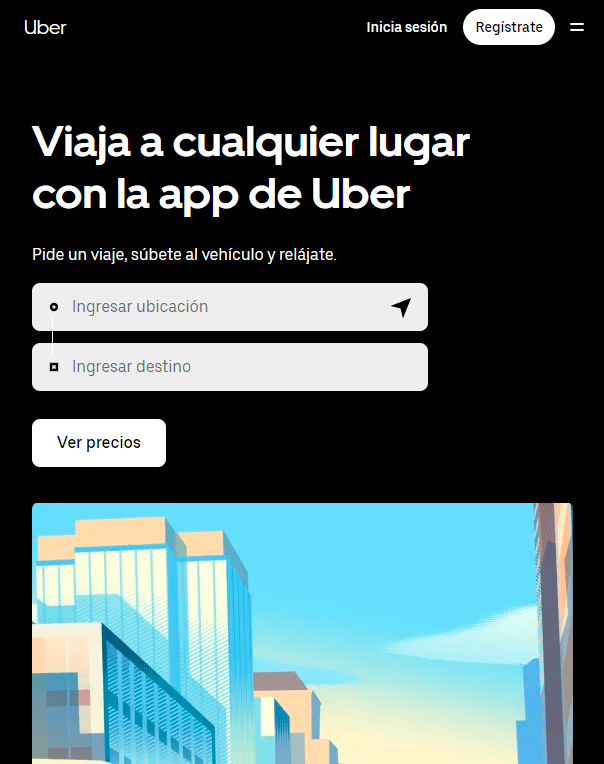 Uber
Inicia sesión
Regístrate
Viaja a cualquier lugar
con la app de Uber
Pide un viaje, súbete al vehículo y relájate.
Ingresar ubicación
Ingresar destino
Ver precios